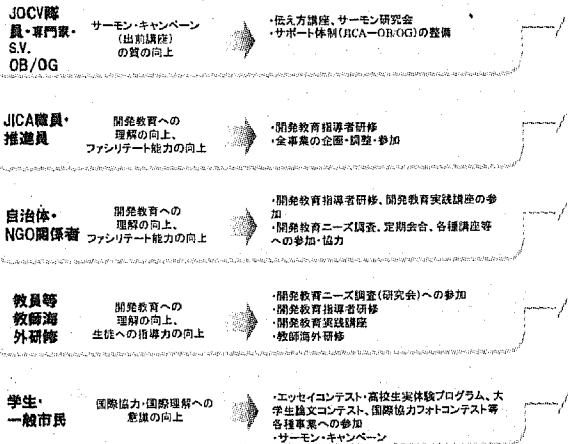 JOCV隊
員・専門家・
S.V.
OB/OG
サーモン・キャンペーン
(出前講座)
の質の向上
・伝え方講座、サーモン研究会
・サポート体制(JICA-OB/OG)の整備
JICA職員・
推進員
開発教育への
理解の向上、
ファシリテート能力の向上
・開発教育指導者研修
・全事業の企画・調整・参加
自治体・
NGO関係者
開発教育への
理解の向上、
ファシリテート能力の向上
・開発教育指導者研修、開発教育実践講座の参
加
・開発教育ニーズ調査、定期会合、各種講座等
への参加・協力
教員等
教師海
外研修
開発教育への
理解の向上、
生徒への指導力の向上
・開発教育ニーズ調査(研究会)への参加
・開発教育指導者研修
・開発教育実践講座
・教師海外研修
学生・
一般市民
国際協力・国際理解への
意識の向上
・エッセイコンテスト・高校生実体験プログラム、大
学生論文コンテスト、国際協力フォトコンテスト等
各種事業への参加
・サーモン・キャンペーン